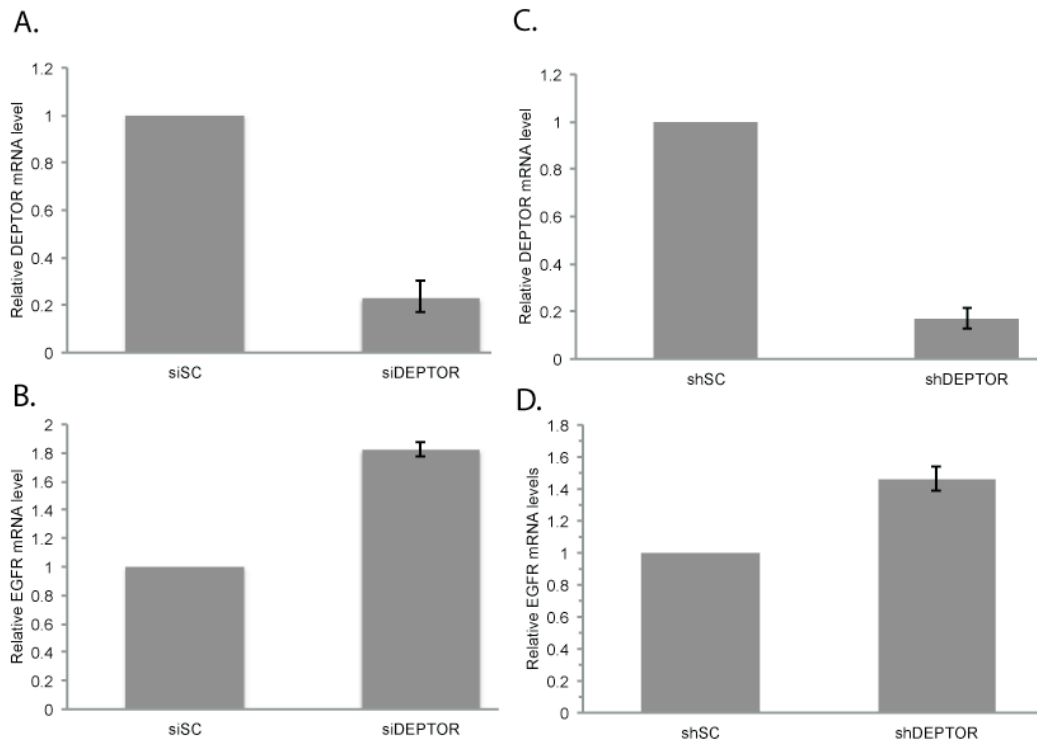 A.
Relative DEPTOR mRNA level
1.2
1
0.8
0.6
0.4
0.2
0
siSC
siDEPTOR
C.
Relative DEPTOR mRNA level
1.2
1
0.8
0.6
0.4
0.2
0
shSC
shDEPTOR
B.
Relative EGFR mRNA level
2
1.8
1.6
1.4
1.2
1
0.8
0.6
0.4
0.2
0
siSC
siDEPTOR
D.
Relative EGFR mRNA levels
1.8
1.6
1.4
1.2
1
0.8
0.6
0.4
0.2
0
shSC
shDEPTOR